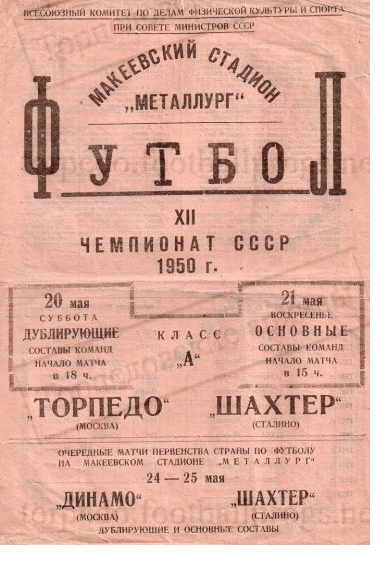 ВСЕСОЮЗНЫЙ КОМИТЕТ ПО ДЕЛАМ ФИЗИЧЕСКОЙ КУЛЬТУРЫ И СПОРТА
ПРИ СОВЕТЕ МИНИСТРОВ СССР
МАКЕЕВСКИЙ СТАДИОН
„МЕТАЛЛУРГ“
ФУТБОЛ
XII
ЧЕМПИОНАТ СССР
1950 г.
20 мая
СУББОТА
ДУБЛИРУЮЩИЕ
СОСТАВЫ КОМАНД
НАЧАЛО МАТЧА
в 18 ч.
КЛАСС
„А“
21 мая
ВОСКРЕСЕНЬЕ
ОСНОВНЫЕ
СОСТАВЫ КОМАНД
НАЧАЛО МАТЧА
в 15 ч.
„ТОРПЕДО“ „ШАХТЕР“
(МОСКВА) (СТАЛИНО)
ОЧЕРЕДНЫЕ МАТЧИ ПЕРВЕНСТВА СТРАНЫ ПО ФУТБОЛУ
НА МАКЕЕВСКОМ СТАДИОНЕ „МЕТАЛЛУРГ“
24 — 25 мая
„ДИНАМО“ „ШАХТЕР“
(МОСКВА) (СТАЛИНО)
ДУБЛИРУЮЩИЕ И ОСНОВНЫЕ СОСТАВЫ